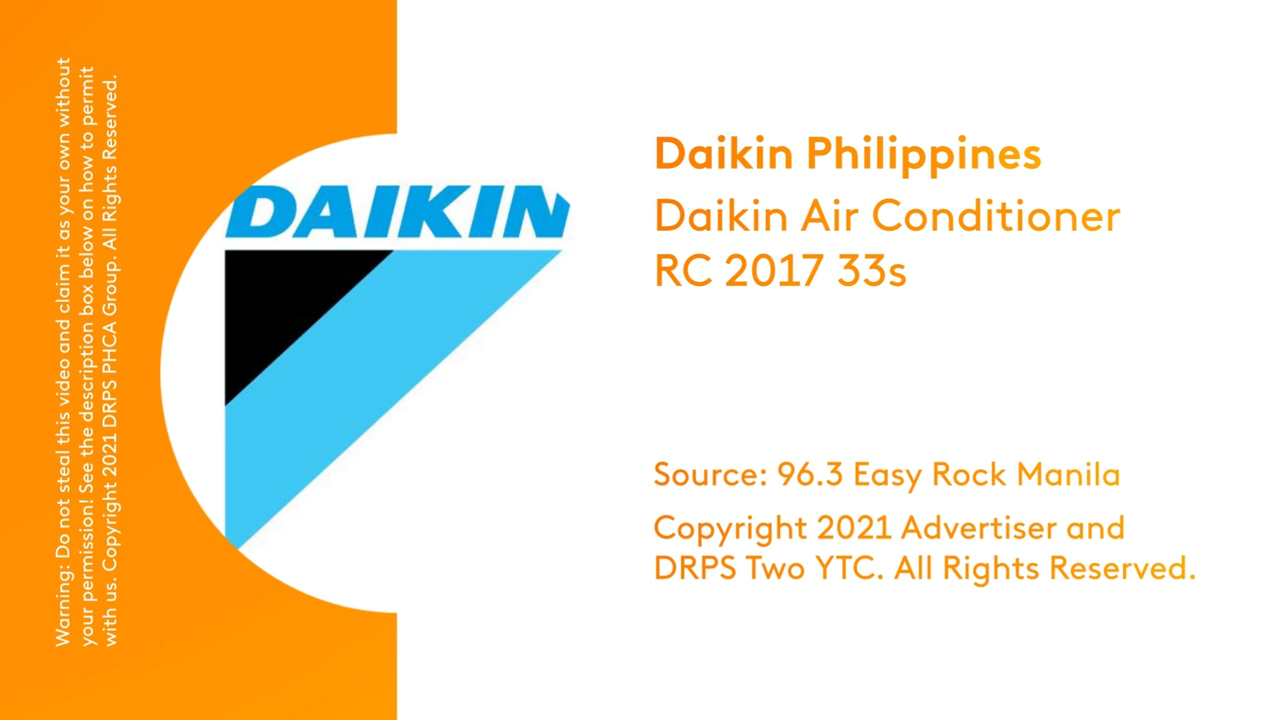 Warning: Do not steal this video and claim it as your own without
your permission! See the description box below on how to permit
with us. Copyright 2021 DRPS PHCA Group. All Rights Reserved.
DAIKIN
Daikin Philippines
Daikin Air Conditioner
RC 2017 33s
Source: 96.3 Easy Rock Manila
Copyright 2021 Advertiser and
DRPS Two YTC. All Rights Reserved.